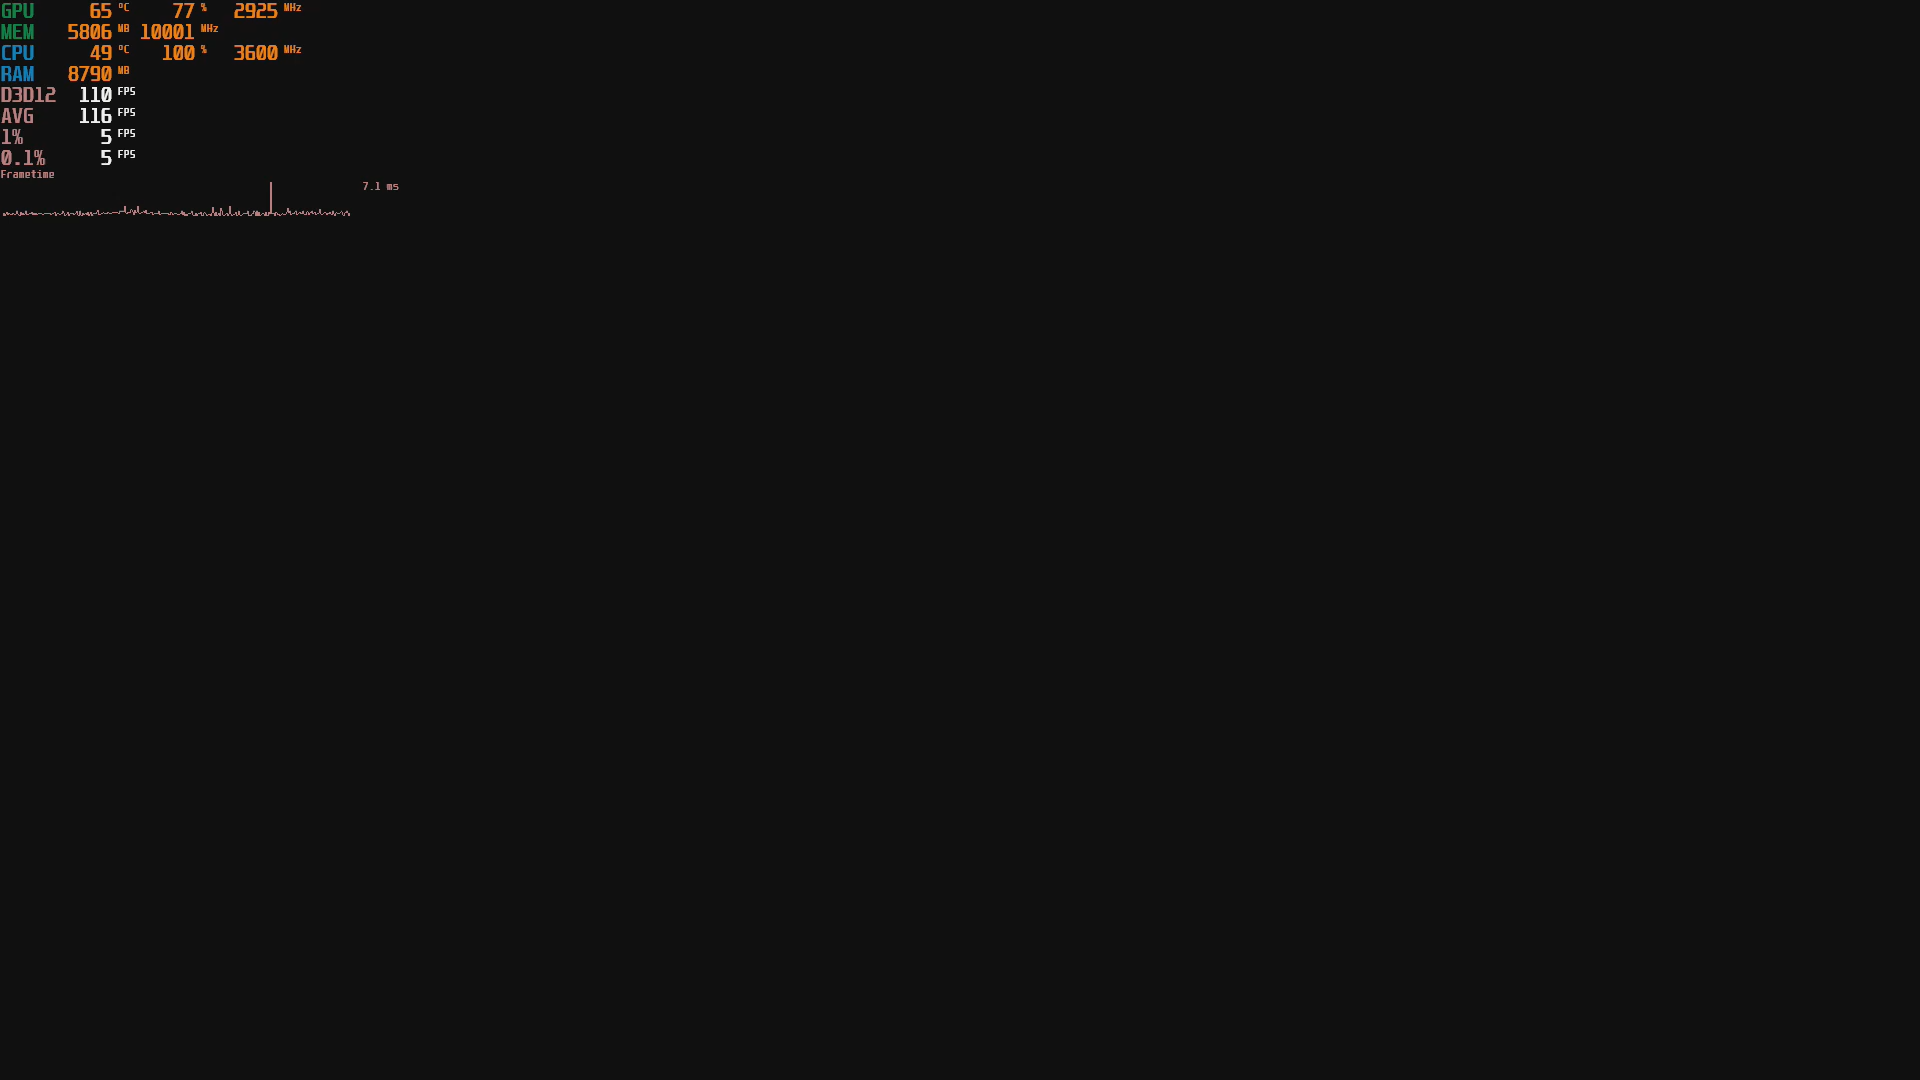 GPU 65 °C 77 % 2925 MHz
MEM 5806 MB 10001 MHz
CPU 49 °C 100 % 3600 MHz
RAM 8790 MB
D3D12 110 FPS
AVG 116 FPS
1% 5 FPS
0.1% 5 FPS
Frametime
7.1 ms